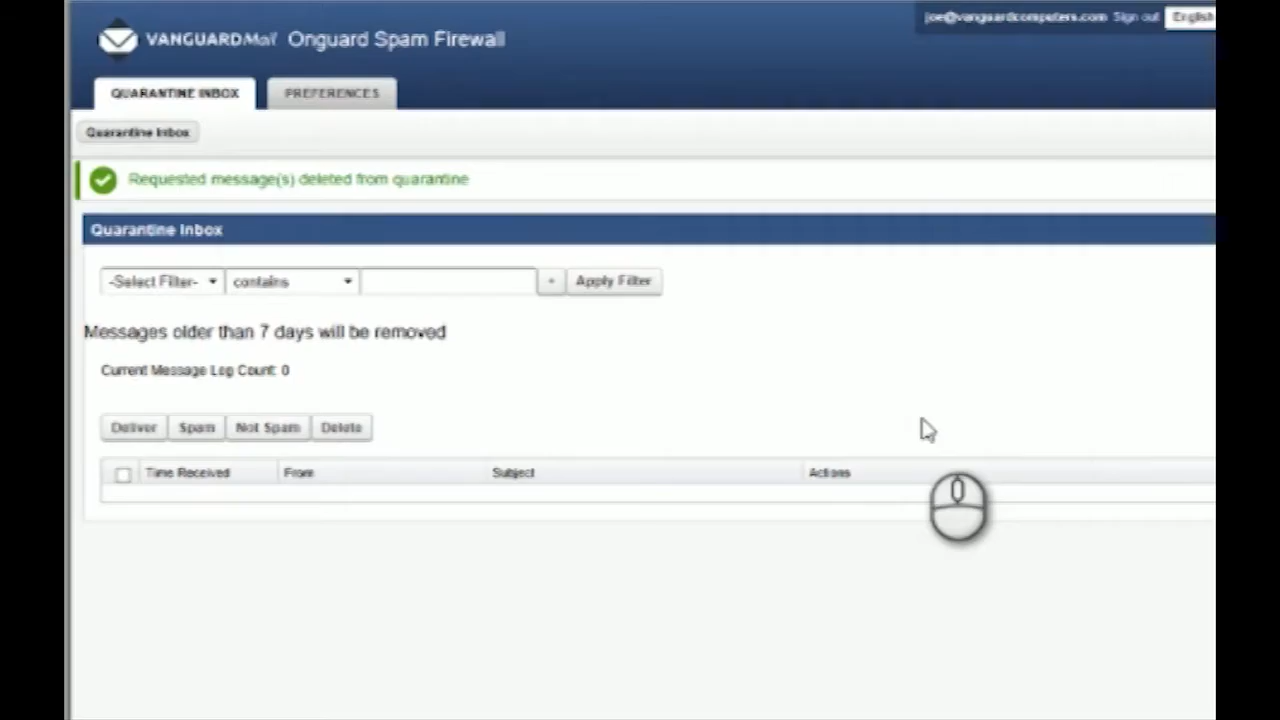 joe@vanguardcomputers.com Sign out English
VANGUARDMail Onguard Spam Firewall
QUARANTINE INBOX PREFERENCES
Quarantine Inbox
Requested message(s) deleted from quarantine
Quarantine Inbox
-Select Filter- contains Apply Filter
Messages older than 7 days will be removed
Current Message Log Count: 0
Deliver Spam Not Spam Delete
Time Received From Subject Actions